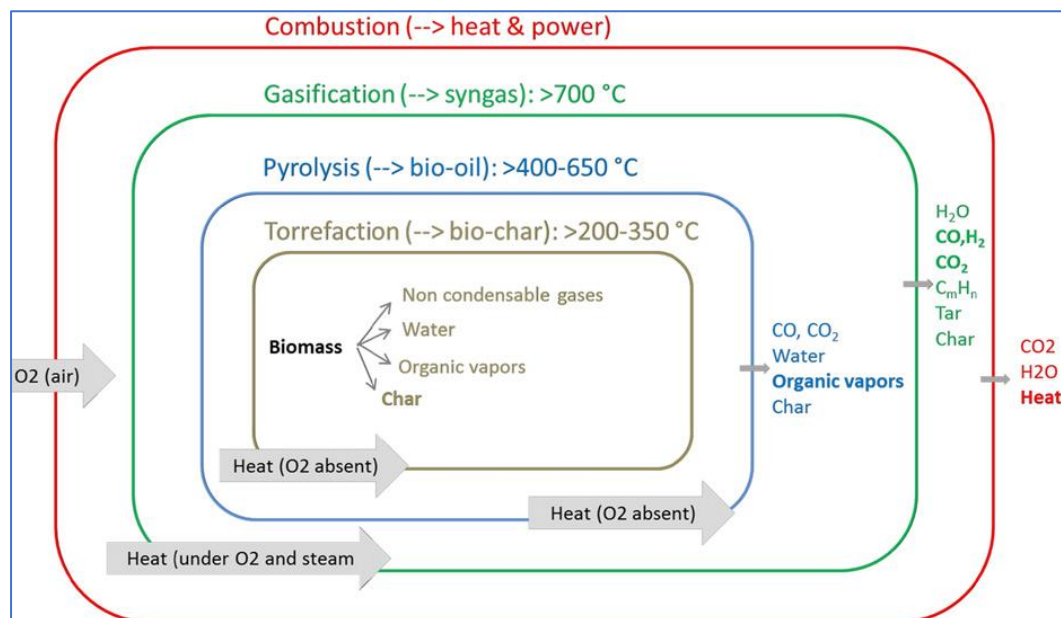 Combustion (--> heat & power)
Gasification (--> syngas): >700 °C
Pyrolysis (--> bio-oil): >400-650 °C
Torrefaction (--> bio-char): >200-350 °C
Biomass
Non condensable gases
Water
Organic vapors
Char
O2 (air)
Heat (O2 absent)
Heat (O2 absent)
Heat (under O2 and steam
CO, CO₂
Water
Organic vapors
Char
H₂O
CO,H₂
CO₂
CₘHₙ
Tar
Char
CO2
H2O
Heat